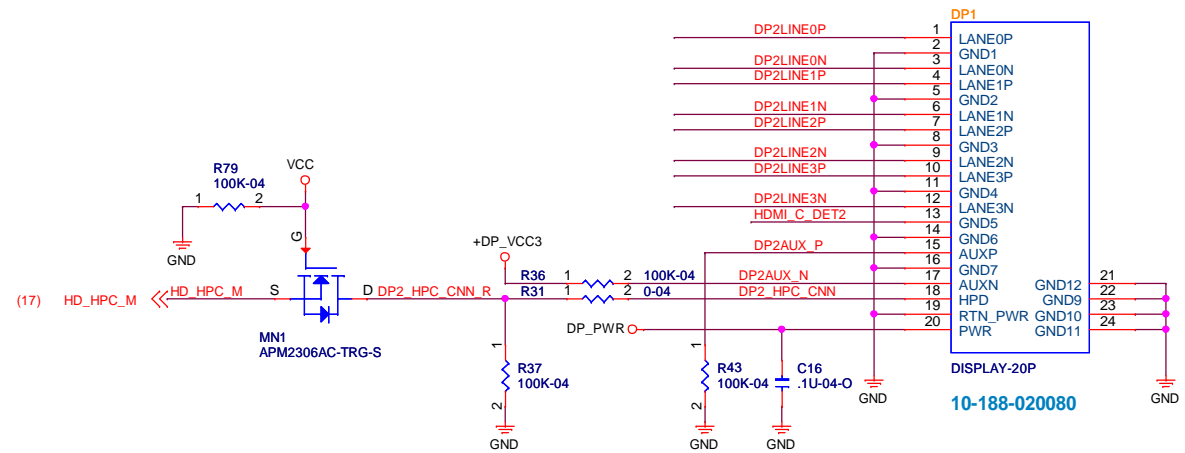 DP1
DP2LINE0P 1 LANE0P
2 GND1
DP2LINE0N 3 LANE0N
DP2LINE1P 4 LANE1P
5 GND2
DP2LINE1N 6 LANE1N
DP2LINE2P 7 LANE2P
8 GND3
DP2LINE2N 9 LANE2N
DP2LINE3P 10 LANE3P
11 GND4
DP2LINE3N 12 LANE3N
HDMI_C_DET2 13 GND5
14 GND6
DP2AUX_P 15 AUXP
16 GND7
DP2AUX_N 17 AUXN
DP2_HPC_CNN 18 HPD
19 RTN_PWR
DP_PWR 20 PWR
GND12 21
GND9 22
GND10 23
GND11 24
DISPLAY-20P
10-188-020080
VCC
R79
100K-04
1 2
GND
G
+DP_VCC3
R36 1 2 100K-04
R31 1 2 0-04
(17) HD_HPC_M HD_HPC_M S D DP2_HPC_CNN_R
MN1
APM2306AC-TRG-S
1
R37
100K-04
2
GND
1
R43
100K-04
2
GND
C16
.1U-04-O
GND
GND
GND